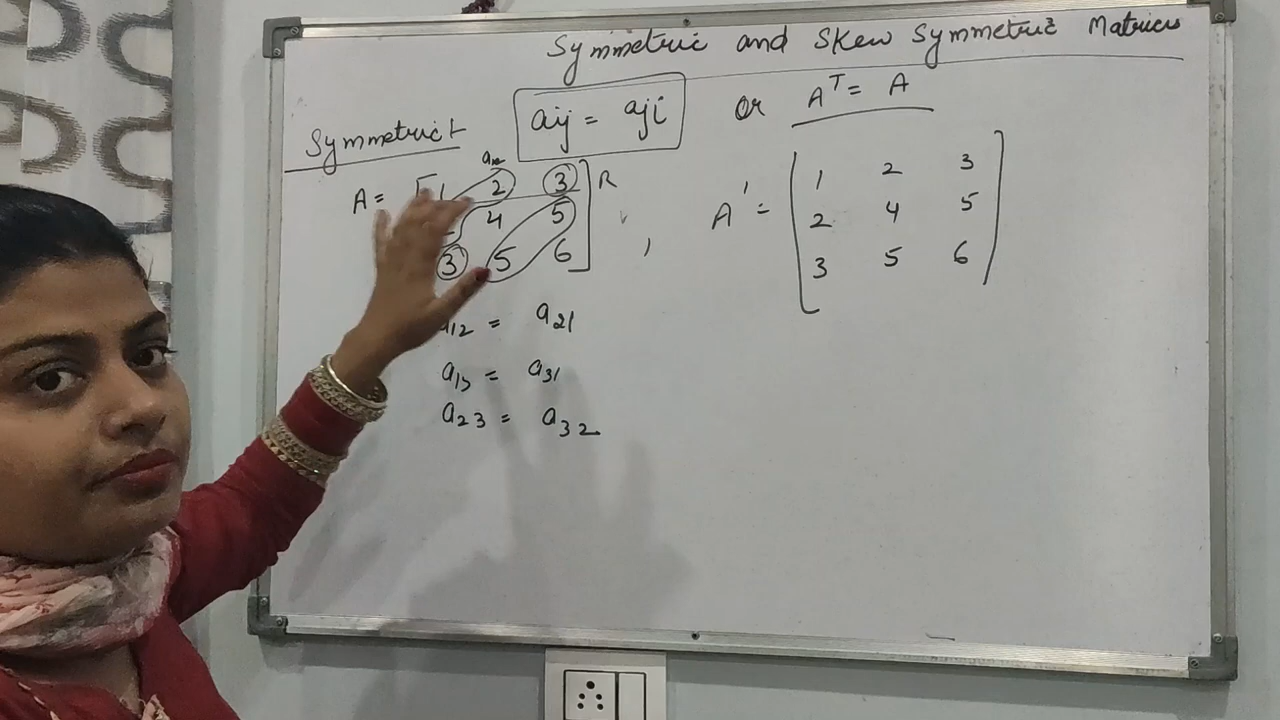 Symmetric and Skew Symmetric Matrices
Symmetric
aij = aji or A^T = A
a12
A = [1 2 3] R
4 5
3 5 6
A' = [1 2 3]
2 4 5
3 5 6
a12 = a21
a13 = a31
a23 = a32